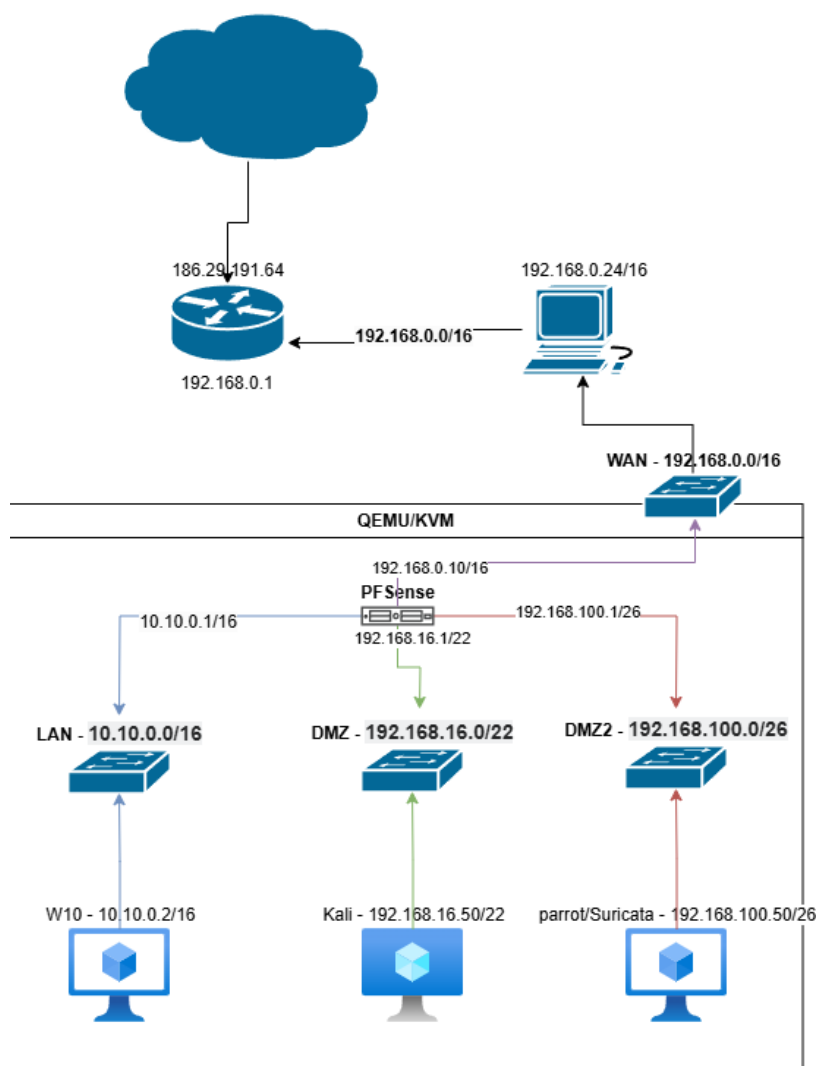 186.29.191.64
192.168.0.24/16
192.168.0.0/16
192.168.0.1
WAN - 192.168.0.0/16
QEMU/KVM
192.168.0.10/16
PFSense
10.10.0.1/16
192.168.100.1/26
192.168.16.1/22
LAN - 10.10.0.0/16
DMZ - 192.168.16.0/22
DMZ2 - 192.168.100.0/26
W10 - 10.10.0.2/16
Kali - 192.168.16.50/22
parrot/Suricata - 192.168.100.50/26